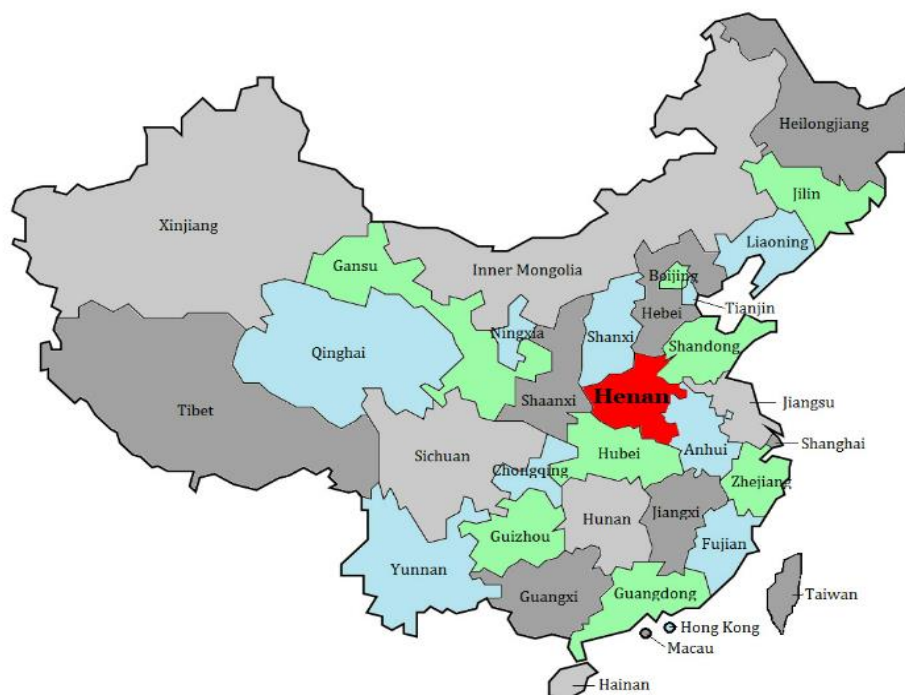 Heilongjiang
Jilin
Xinjiang
Liaoning
Gansu
Inner Mongolia
Boijing
Tianjin
Hebei
Ningxia
Shanxi
Qinghai
Shandong
Shaanxi
Henan
Jiangsu
Tibet
Shanghai
Sichuan
Hubei
Anhui
Chongqing
Zhejiang
Hunan
Jiangxi
Guizhou
Fujian
Yunnan
Guangxi
Guangdong
Taiwan
Hong Kong
Macau
Hainan